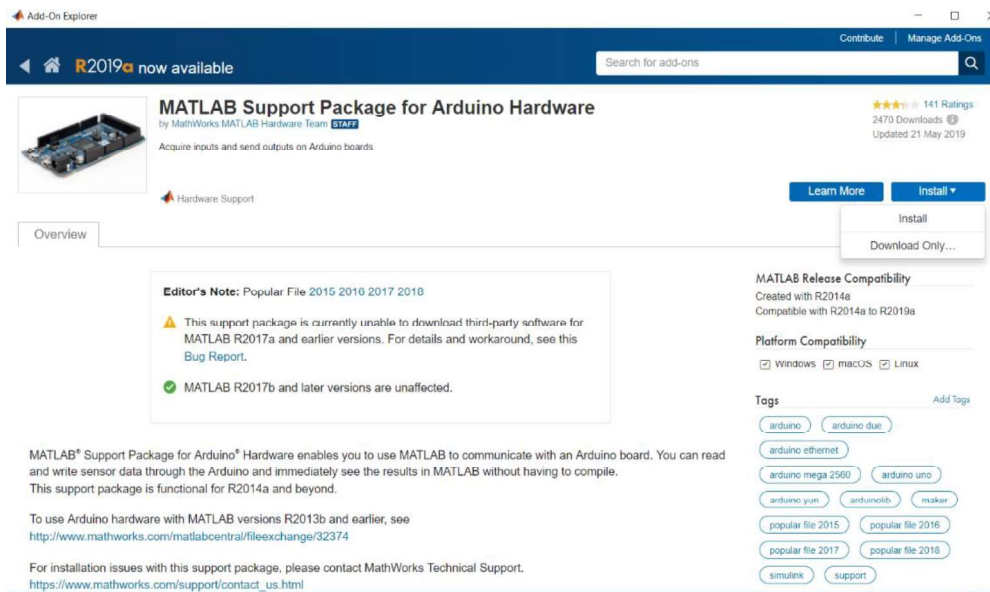 Add-On Explorer
Contribute | Manage Add-Ons
R2019a now available
Search for add-ons
MATLAB Support Package for Arduino Hardware
by MathWorks MATLAB Hardware Team STAFF
Acquire inputs and send outputs on Arduino boards
141 Ratings
2470 Downloads
Updated 21 May 2019
Hardware Support
Learn More
Install
Install
Download Only...
Overview
Editor's Note: Popular File 2015 2016 2017 2018
This support package is currently unable to download third-party software for
MATLAB R2017a and earlier versions. For details and workaround, see this
Bug Report.
MATLAB R2017b and later versions are unaffected.
MATLAB® Support Package for Arduino® Hardware enables you to use MATLAB to communicate with an Arduino board. You can read
and write sensor data through the Arduino and immediately see the results in MATLAB without having to compile.
This support package is functional for R2014a and beyond.
To use Arduino hardware with MATLAB versions R2013b and earlier, see
http://www.mathworks.com/matlabcentral/fileexchange/32374
For installation issues with this support package, please contact MathWorks Technical Support.
https://www.mathworks.com/support/contact_us.html
MATLAB Release Compatibility
Created with R2014a
Compatible with R2014a to R2019a
Platform Compatibility
Windows macOS Linux
Tags
Add Tags
arduino arduino due
arduino ethernet
arduino mega 2560 arduino uno
arduino yun arduinolib maker
popular file 2015 popular file 2016
popular file 2017 popular file 2018
simulink support